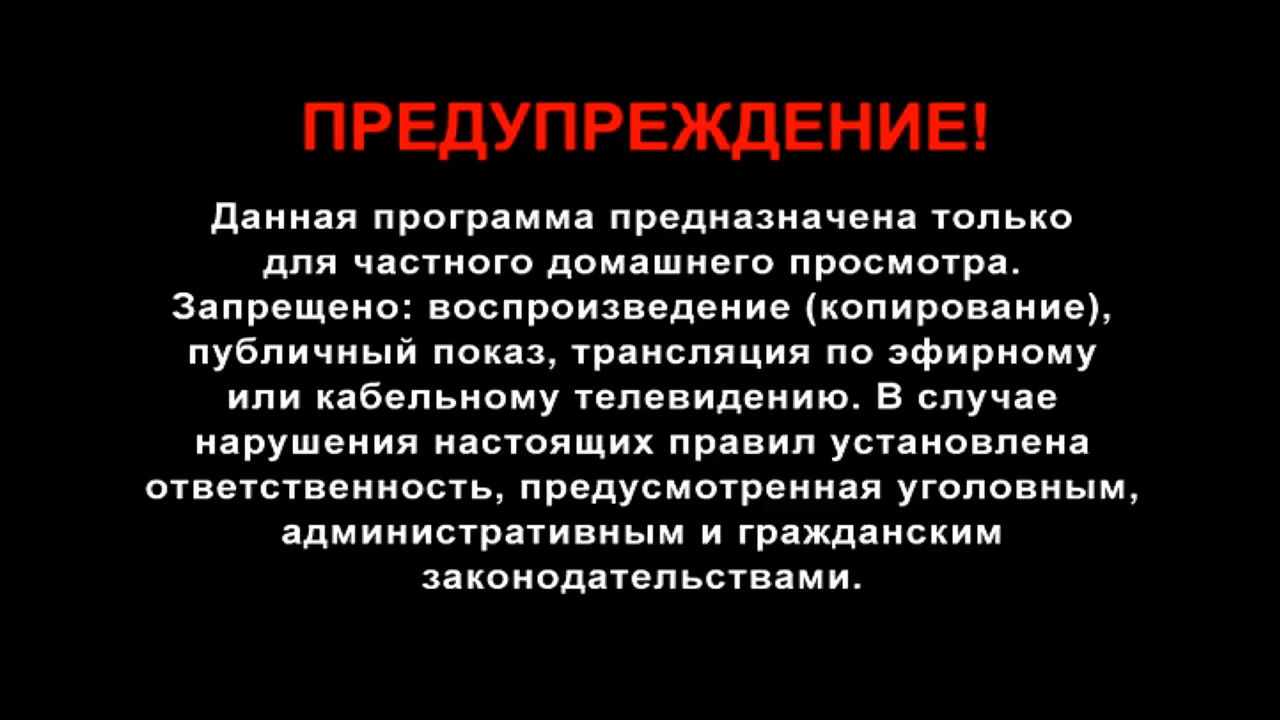 ПРЕДУПРЕЖДЕНИЕ!
Данная программа предназначена только
для частного домашнего просмотра.
Запрещено: воспроизведение (копирование),
публичный показ, трансляция по эфирному
или кабельному телевидению. В случае
нарушения настоящих правил установлена
ответственность, предусмотренная уголовным,
административным и гражданским
законодательствами.